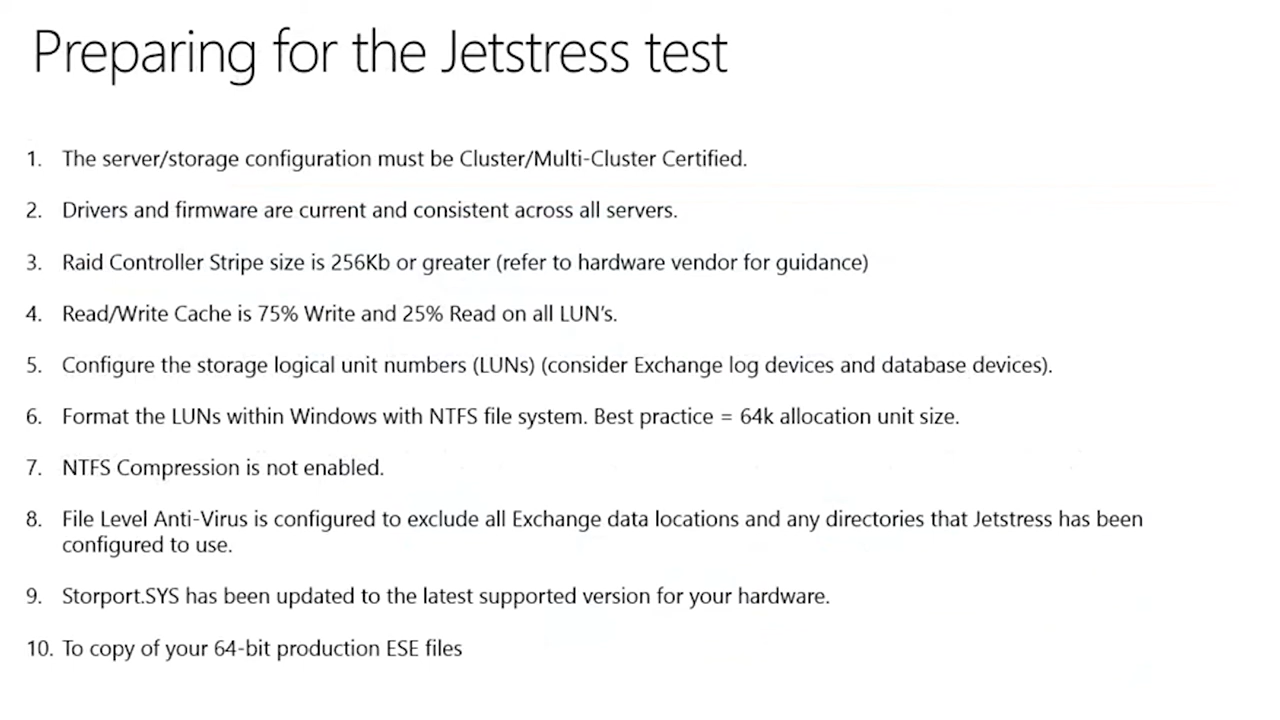 Preparing for the Jetstress test
1. The server/storage configuration must be Cluster/Multi-Cluster Certified.
2. Drivers and firmware are current and consistent across all servers.
3. Raid Controller Stripe size is 256Kb or greater (refer to hardware vendor for guidance)
4. Read/Write Cache is 75% Write and 25% Read on all LUN's.
5. Configure the storage logical unit numbers (LUNs) (consider Exchange log devices and database devices).
6. Format the LUNs within Windows with NTFS file system. Best practice = 64k allocation unit size.
7. NTFS Compression is not enabled.
8. File Level Anti-Virus is configured to exclude all Exchange data locations and any directories that Jetstress has been
configured to use.
9. Storport.SYS has been updated to the latest supported version for your hardware.
10. To copy of your 64-bit production ESE files